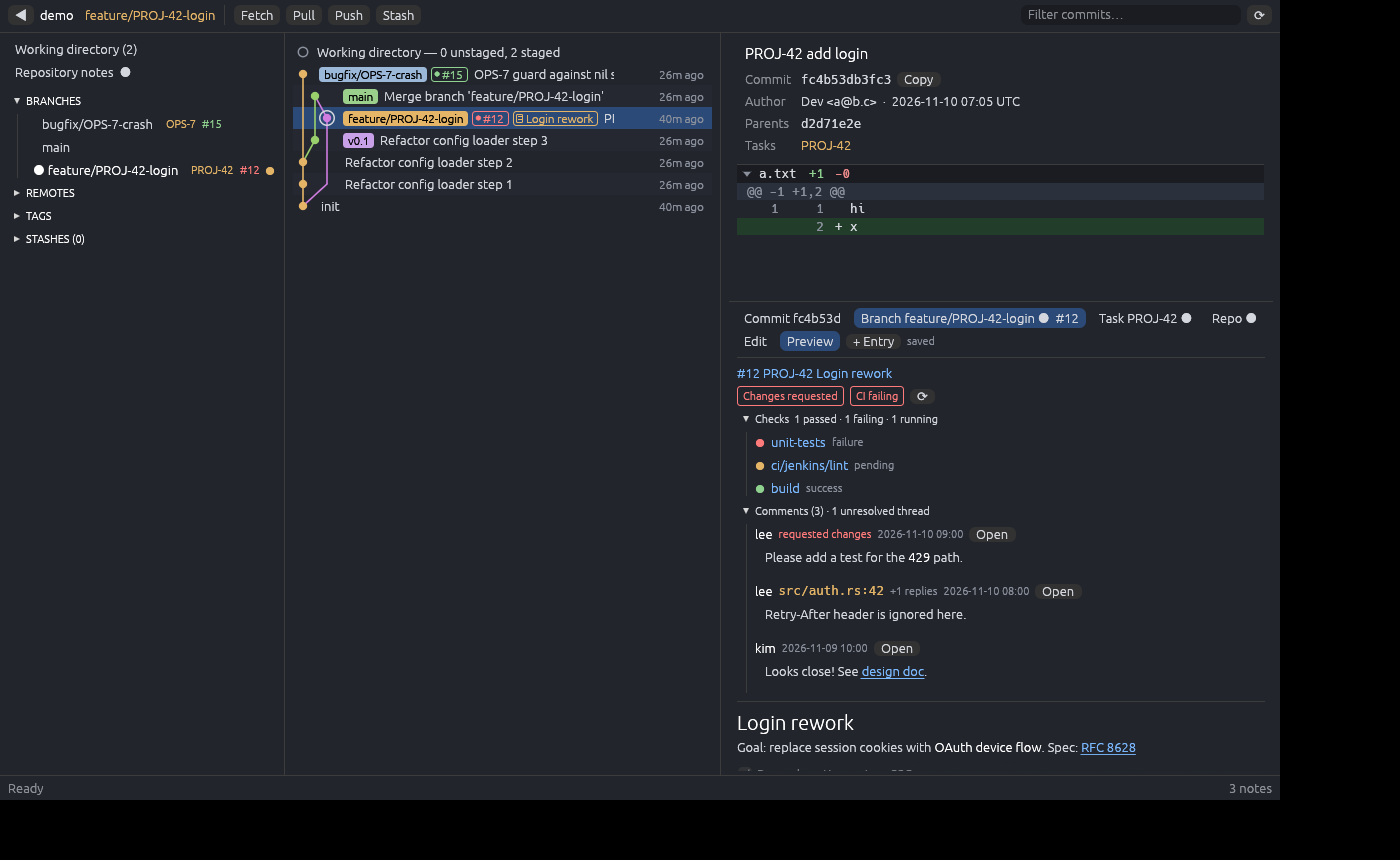 ◀ demo feature/PROJ-42-login Fetch Pull Push Stash Filter commits… ⟳
Working directory (2)
Repository notes
▼ BRANCHES
bugfix/OPS-7-crash OPS-7 #15
main
feature/PROJ-42-login PROJ-42 #12
▶ REMOTES
▶ TAGS
▶ STASHES (0)
Working directory — 0 unstaged, 2 staged
bugfix/OPS-7-crash #15 OPS-7 guard against nil s 26m ago
main Merge branch 'feature/PROJ-42-login' 26m ago
feature/PROJ-42-login #12 Login rework 40m ago
v0.1 Refactor config loader step 3 26m ago
Refactor config loader step 2 26m ago
Refactor config loader step 1 26m ago
init 40m ago
PROJ-42 add login
Commit fc4b53db3fc3 Copy
Author Dev <a@b.c> · 2026-11-10 07:05 UTC
Parents d2d71e2e
Tasks PROJ-42
a.txt +1 -0
@@ -1 +1,2 @@
1 1 hi
2 + x
Commit fc4b53d Branch feature/PROJ-42-login #12 Task PROJ-42 Repo
Edit Preview + Entry saved
#12 PROJ-42 Login rework
Changes requested CI failing ⟳
▼ Checks 1 passed · 1 failing · 1 running
unit-tests failure
ci/jenkins/lint pending
build success
▼ Comments (3) · 1 unresolved thread
lee requested changes 2026-11-10 09:00 Open
Please add a test for the 429 path.
lee src/auth.rs:42 +1 replies 2026-11-10 08:00 Open
Retry-After header is ignored here.
kim 2026-11-09 10:00 Open
Looks close! See design doc.
Login rework
Goal: replace session cookies with OAuth device flow. Spec: RFC 8628
Ready 3 notes